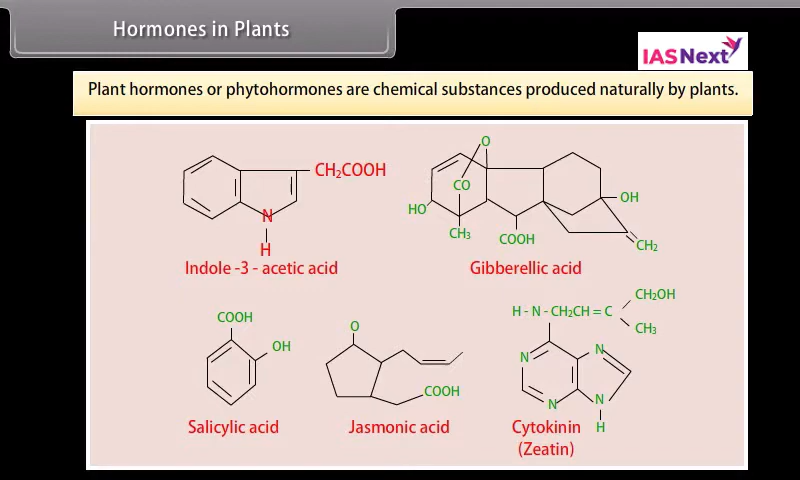 Hormones in Plants
IASNext
Plant hormones or phytohormones are chemical substances produced naturally by plants.
CH₂COOH
N
H
Indole -3 - acetic acid
O
CO
HO
OH
CH₃
COOH
CH₂
Gibberellic acid
COOH
OH
Salicylic acid
O
COOH
Jasmonic acid
CH₂OH
H - N - CH₂CH = C
CH₃
N
N
N
N
H
Cytokinin
(Zeatin)